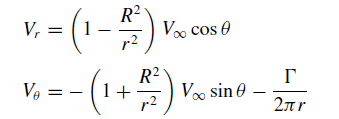 V_r = (1 − R²/r²) V_∞ cos θ
V_θ = −(1 + R²/r²) V_∞ sin θ − Γ/2πr